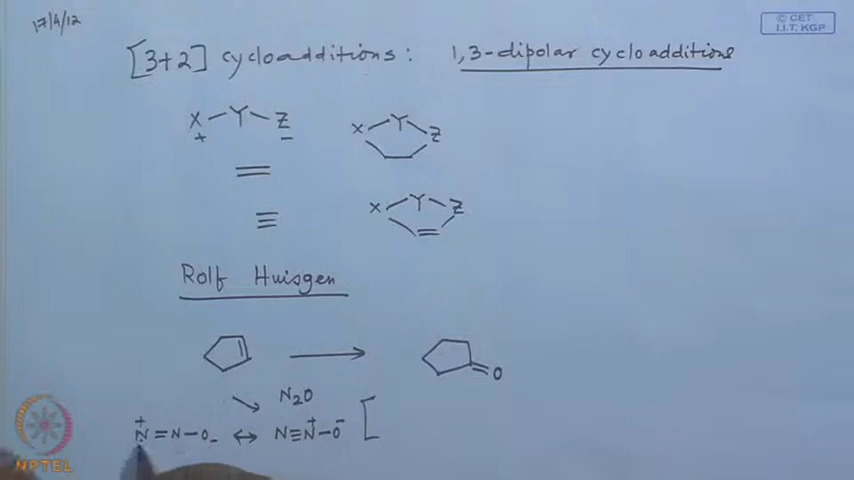 17/4/12
© CET
I.I.T. KGP
[3+2] cycloadditions: 1,3-dipolar cycloadditions
X — Y — Z
+ −
X Y Z
X Y Z
Rolf Huisgen
O
N2O
+N=N−O− ↔ N≡N+−O− [
NPTEL